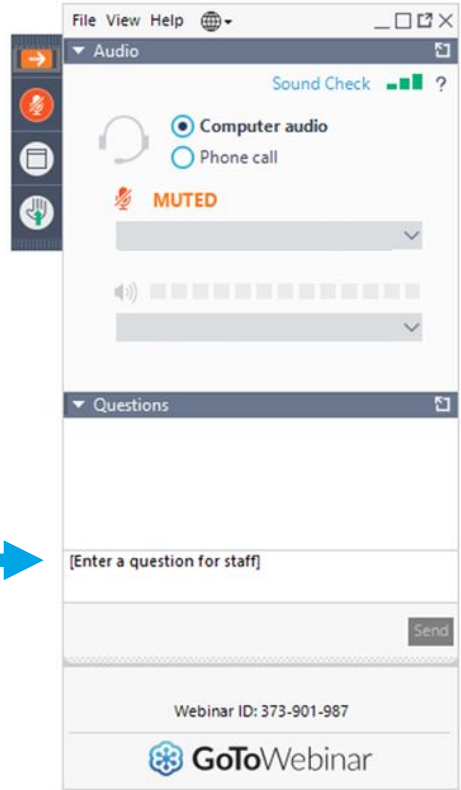 File View Help
Audio
Sound Check ?
Computer audio
Phone call
MUTED
Questions
[Enter a question for staff]
Send
Webinar ID: 373-901-987
GoToWebinar